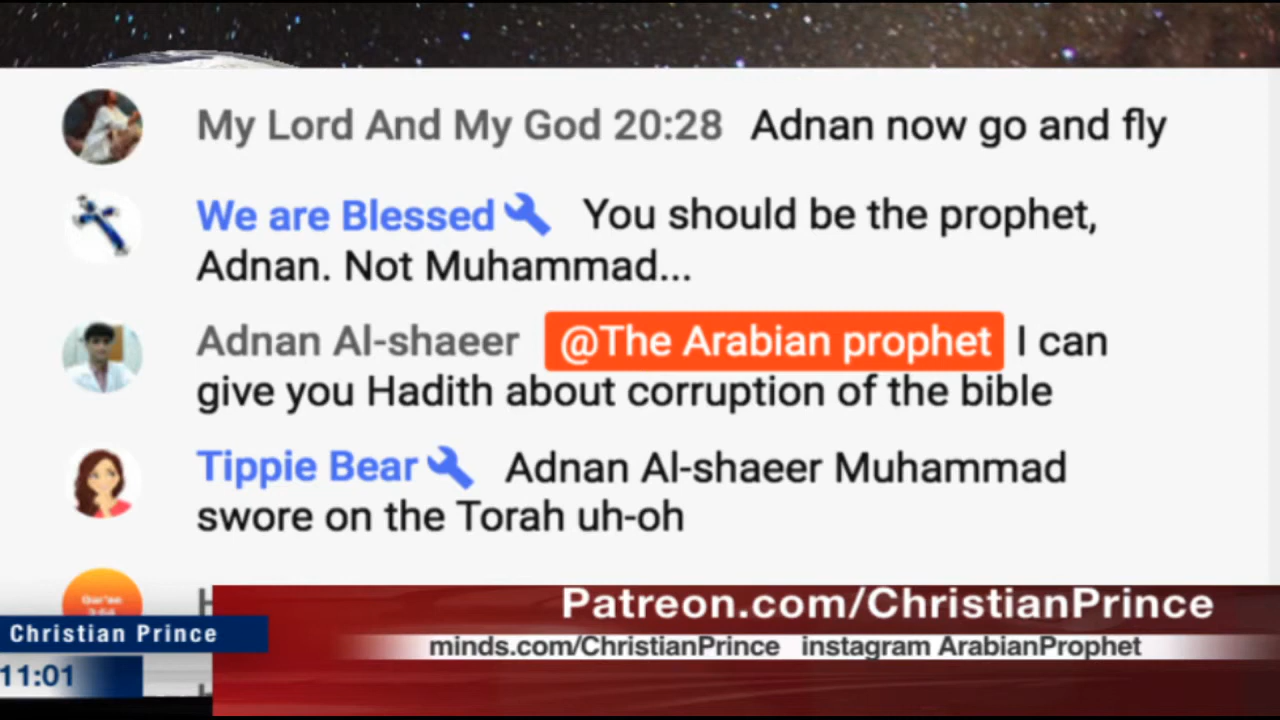 My Lord And My God 20:28 Adnan now go and fly
We are Blessed You should be the prophet,
Adnan. Not Muhammad...
Adnan Al-shaeer @The Arabian prophet I can
give you Hadith about corruption of the bible
Tippie Bear Adnan Al-shaeer Muhammad
swore on the Torah uh-oh
Patreon.com/ChristianPrince
Christian Prince
minds.com/ChristianPrince instagram ArabianProphet
11:01